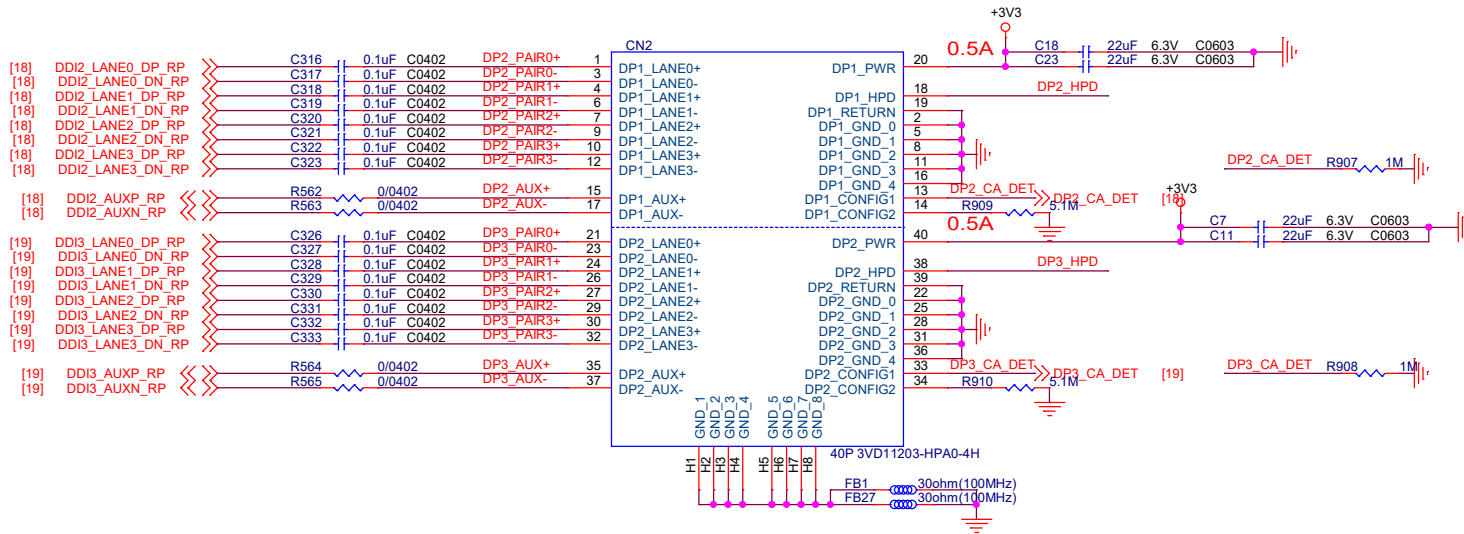 +3V3
CN2
0.5A C18 22uF 6.3V C0603
C23 22uF 6.3V C0603
[18] DDI2_LANE0_DP_RP C316 0.1uF C0402 DP2_PAIR0+ 1 DP1_LANE0+ DP1_PWR 20
[18] DDI2_LANE0_DN_RP C317 0.1uF C0402 DP2_PAIR0- 3 DP1_LANE0-
[18] DDI2_LANE1_DP_RP C318 0.1uF C0402 DP2_PAIR1+ 4 DP1_LANE1+ DP1_HPD 18 DP2_HPD
[18] DDI2_LANE1_DN_RP C319 0.1uF C0402 DP2_PAIR1- 6 DP1_LANE1- DP1_RETURN 19
[18] DDI2_LANE2_DP_RP C320 0.1uF C0402 DP2_PAIR2+ 7 DP1_LANE2+ DP1_GND_0 2
[18] DDI2_LANE2_DN_RP C321 0.1uF C0402 DP2_PAIR2- 9 DP1_LANE2- DP1_GND_1 5
[18] DDI2_LANE3_DP_RP C322 0.1uF C0402 DP2_PAIR3+ 10 DP1_LANE3+ DP1_GND_2 8
[18] DDI2_LANE3_DN_RP C323 0.1uF C0402 DP2_PAIR3- 12 DP1_LANE3- DP1_GND_3 11
DP1_GND_4 16
DP2_CA_DET R907 1M
[18] DDI2_AUXP_RP R562 0/0402 DP2_AUX+ 15 DP1_AUX+ DP1_CONFIG1 13 DP2_CA_DET DP2_CA_DET [18]
[18] DDI2_AUXN_RP R563 0/0402 DP2_AUX- 17 DP1_AUX- DP1_CONFIG2 14 R909 5.1M
+3V3
0.5A C7 22uF 6.3V C0603
C11 22uF 6.3V C0603
[19] DDI3_LANE0_DP_RP C326 0.1uF C0402 DP3_PAIR0+ 21 DP2_LANE0+ DP2_PWR 40
[19] DDI3_LANE0_DN_RP C327 0.1uF C0402 DP3_PAIR0- 23 DP2_LANE0-
[19] DDI3_LANE1_DP_RP C328 0.1uF C0402 DP3_PAIR1+ 24 DP2_LANE1+ DP2_HPD 38 DP3_HPD
[19] DDI3_LANE1_DN_RP C329 0.1uF C0402 DP3_PAIR1- 26 DP2_LANE1- DP2_RETURN 39
[19] DDI3_LANE2_DP_RP C330 0.1uF C0402 DP3_PAIR2+ 27 DP2_LANE2+ DP2_GND_0 22
[19] DDI3_LANE2_DN_RP C331 0.1uF C0402 DP3_PAIR2- 29 DP2_LANE2- DP2_GND_1 25
[19] DDI3_LANE3_DP_RP C332 0.1uF C0402 DP3_PAIR3+ 30 DP2_LANE3+ DP2_GND_2 28
[19] DDI3_LANE3_DN_RP C333 0.1uF C0402 DP3_PAIR3- 32 DP2_LANE3- DP2_GND_3 31
DP2_GND_4 36
[19] DDI3_AUXP_RP R564 0/0402 DP3_AUX+ 35 DP2_AUX+ DP2_CONFIG1 33 DP3_CA_DET DP3_CA_DET [19] DP3_CA_DET R908 1M
[19] DDI3_AUXN_RP R565 0/0402 DP3_AUX- 37 DP2_AUX- DP2_CONFIG2 34 R910 5.1M
GND_1 GND_2 GND_3 GND_4 GND_5 GND_6 GND_7 GND_8
40P 3VD11203-HPA0-4H
H1 H2 H3 H4 H5 H6 H7 H8
FB1 30ohm(100MHz)
FB27 30ohm(100MHz)